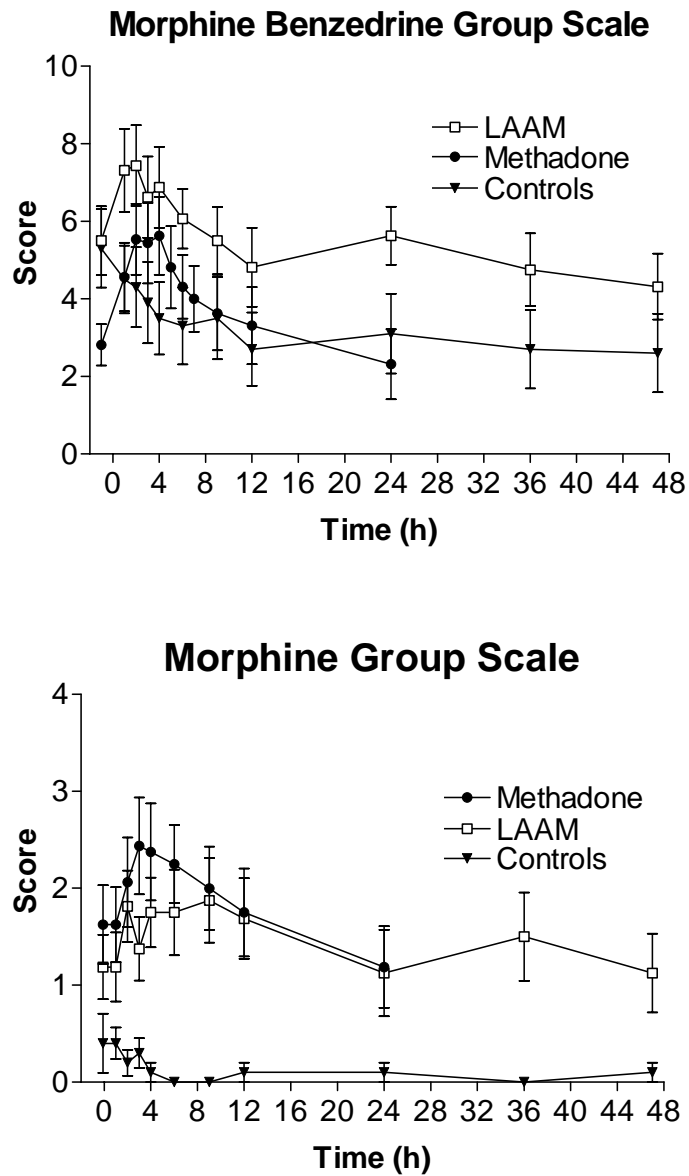 Morphine Benzedrine Group Scale
10
8
6
4
2
0
Score
LAAM
Methadone
Controls
0 4 8 12 16 20 24 28 32 36 40 44 48
Time (h)
Morphine Group Scale
4
3
2
1
0
Score
Methadone
LAAM
Controls
0 4 8 12 16 20 24 28 32 36 40 44 48
Time (h)